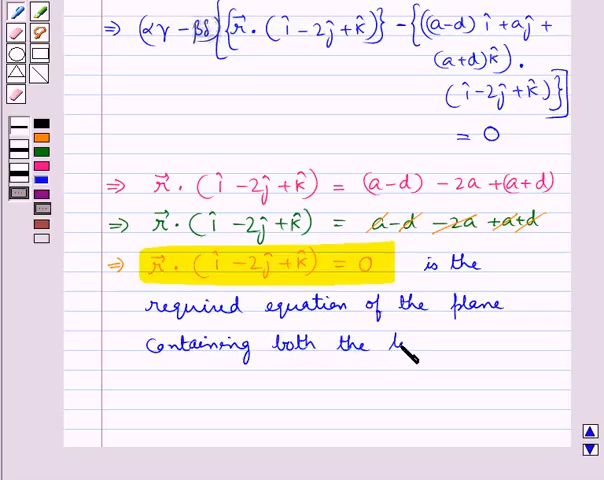 ⇒ (αγ − βδ) [ { r⃗ · (î − 2ĵ + k̂) } − { ((a−d) î + aĵ +
(a+d)k̂) ·
(î − 2ĵ + k̂) } ]
= 0
⇒ r⃗ · (î − 2ĵ + k̂) = (a−d) − 2a + (a+d)
⇒ r⃗ · (î − 2ĵ + k̂) = a − d − 2a + a + d
⇒ r⃗ · (î − 2ĵ + k̂) = 0 is the
required equation of the plane
containing both the